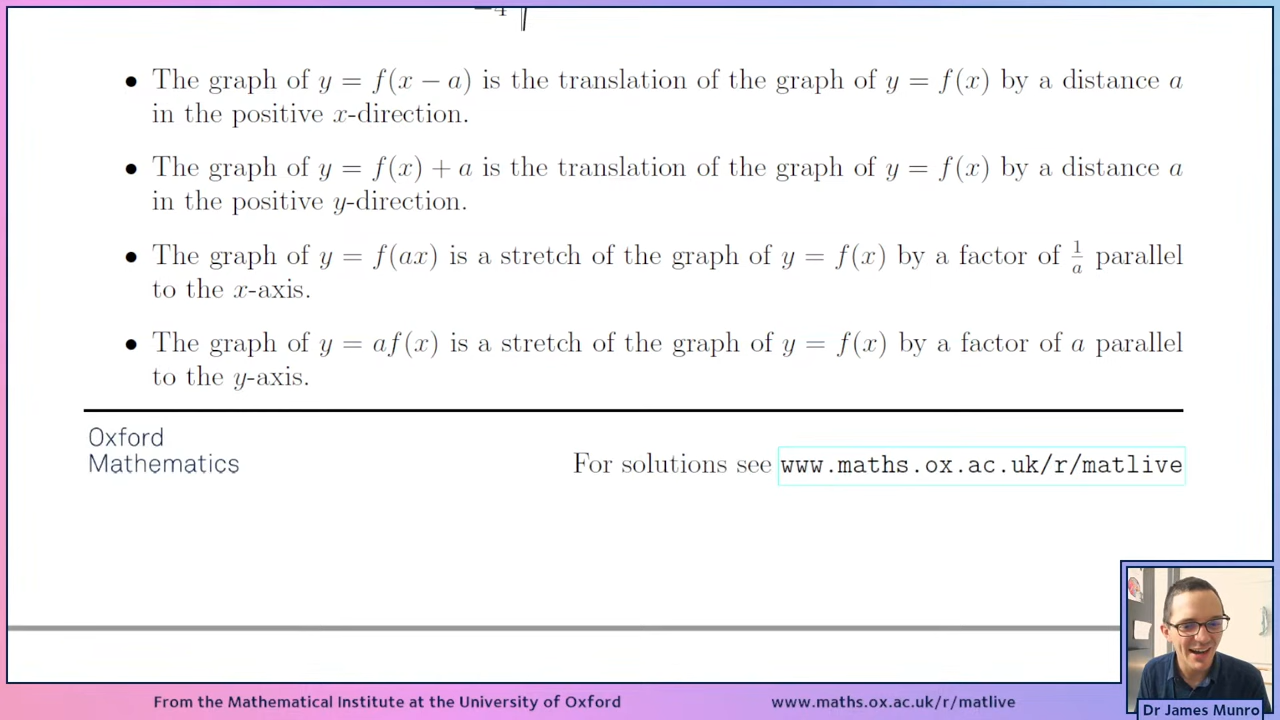 −4
• The graph of y = f(x − a) is the translation of the graph of y = f(x) by a distance a
in the positive x-direction.
• The graph of y = f(x) + a is the translation of the graph of y = f(x) by a distance a
in the positive y-direction.
• The graph of y = f(ax) is a stretch of the graph of y = f(x) by a factor of 1/a parallel
to the x-axis.
• The graph of y = af(x) is a stretch of the graph of y = f(x) by a factor of a parallel
to the y-axis.
Oxford
Mathematics
For solutions see www.maths.ox.ac.uk/r/matlive
From the Mathematical Institute at the University of Oxford
www.maths.ox.ac.uk/r/matlive
Dr James Munro